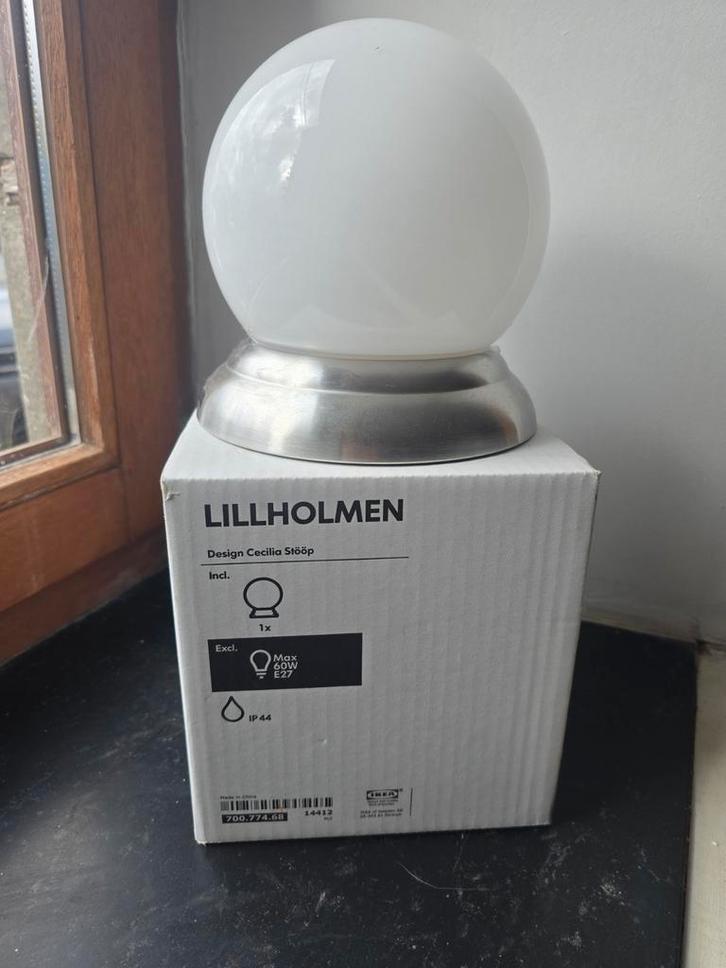 LILLHOLMEN
Design Cecilia Stööp
Incl.
1x
Excl.
Max
60W
E27
IP 44
Made in China
700.774.68
14412
IKEA®